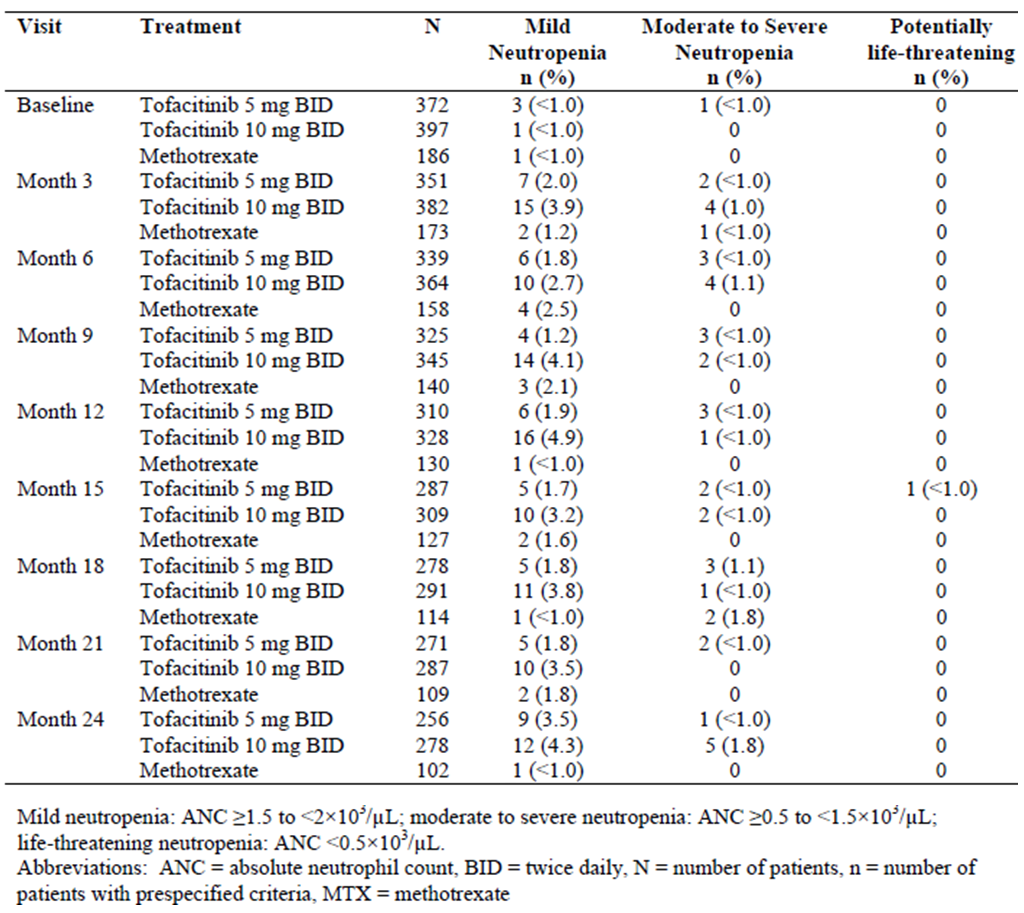 Visit Treatment N Mild Neutropenia n (%) Moderate to Severe Neutropenia n (%) Potentially life-threatening n (%)
Baseline Tofacitinib 5 mg BID 372 3 (<1.0) 1 (<1.0) 0
Tofacitinib 10 mg BID 397 1 (<1.0) 0 0
Methotrexate 186 1 (<1.0) 0 0
Month 3 Tofacitinib 5 mg BID 351 7 (2.0) 2 (<1.0) 0
Tofacitinib 10 mg BID 382 15 (3.9) 4 (1.0) 0
Methotrexate 173 2 (1.2) 1 (<1.0) 0
Month 6 Tofacitinib 5 mg BID 339 6 (1.8) 3 (<1.0) 0
Tofacitinib 10 mg BID 364 10 (2.7) 4 (1.1) 0
Methotrexate 158 4 (2.5) 0 0
Month 9 Tofacitinib 5 mg BID 325 4 (1.2) 3 (<1.0) 0
Tofacitinib 10 mg BID 345 14 (4.1) 2 (<1.0) 0
Methotrexate 140 3 (2.1) 0 0
Month 12 Tofacitinib 5 mg BID 310 6 (1.9) 3 (<1.0) 0
Tofacitinib 10 mg BID 328 16 (4.9) 1 (<1.0) 0
Methotrexate 130 1 (<1.0) 0 0
Month 15 Tofacitinib 5 mg BID 287 5 (1.7) 2 (<1.0) 1 (<1.0)
Tofacitinib 10 mg BID 309 10 (3.2) 2 (<1.0) 0
Methotrexate 127 2 (1.6) 0 0
Month 18 Tofacitinib 5 mg BID 278 5 (1.8) 3 (1.1) 0
Tofacitinib 10 mg BID 291 11 (3.8) 1 (<1.0) 0
Methotrexate 114 1 (<1.0) 2 (1.8) 0
Month 21 Tofacitinib 5 mg BID 271 5 (1.8) 2 (<1.0) 0
Tofacitinib 10 mg BID 287 10 (3.5) 0 0
Methotrexate 109 2 (1.8) 0 0
Month 24 Tofacitinib 5 mg BID 256 9 (3.5) 1 (<1.0) 0
Tofacitinib 10 mg BID 278 12 (4.3) 5 (1.8) 0
Methotrexate 102 1 (<1.0) 0 0
Mild neutropenia: ANC ≥1.5 to <2×10³/µL; moderate to severe neutropenia: ANC ≥0.5 to <1.5×10³/µL;
life-threatening neutropenia: ANC <0.5×10³/µL.
Abbreviations: ANC = absolute neutrophil count, BID = twice daily, N = number of patients, n = number of
patients with prespecified criteria, MTX = methotrexate